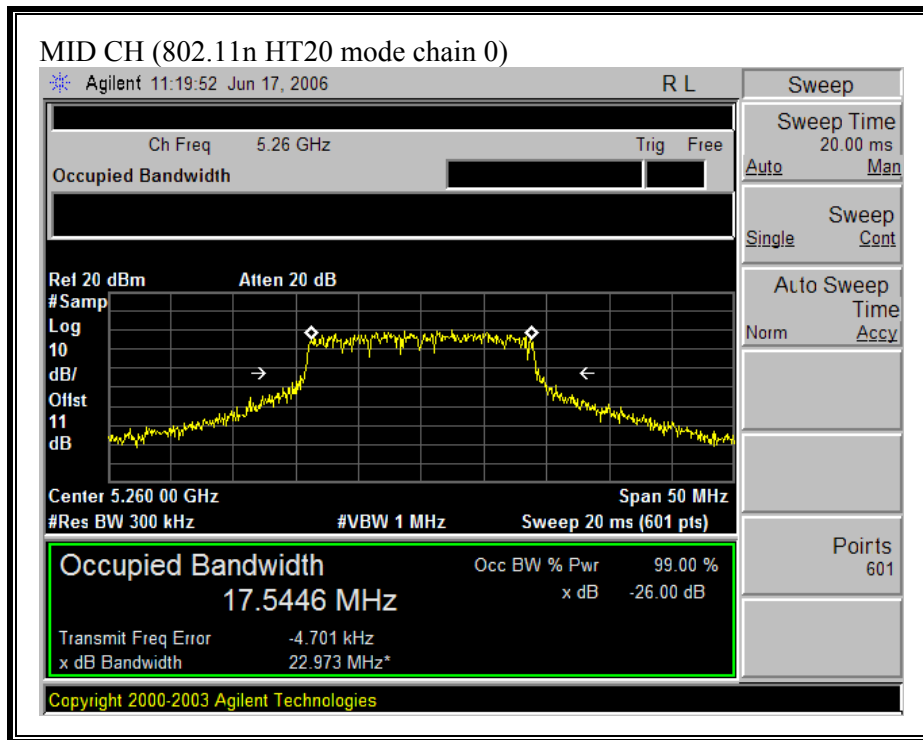 MID CH (802.11n HT20 mode chain 0)
Agilent 11:19:52 Jun 17, 2006 R L
Sweep
Ch Freq 5.26 GHz Trig Free
Occupied Bandwidth
Sweep Time
20.00 ms
Auto Man
Sweep
Single Cont
Auto Sweep
Time
Norm Accy
Ref 20 dBm Atten 20 dB
#Samp
Log
10
dB/
Offst
11
dB
Center 5.260 00 GHz Span 50 MHz
#Res BW 300 kHz #VBW 1 MHz Sweep 20 ms (601 pts)
Points
601
Occupied Bandwidth Occ BW % Pwr 99.00 %
17.5446 MHz x dB -26.00 dB
Transmit Freq Error -4.701 kHz
x dB Bandwidth 22.973 MHz*
Copyright 2000-2003 Agilent Technologies